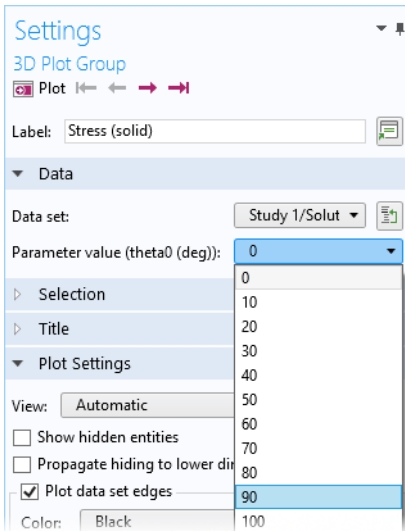 Settings
3D Plot Group
Plot
Label: Stress (solid)
Data
Data set: Study 1/Solut
Parameter value (theta0 (deg)): 0
0
10
20
30
40
50
60
70
80
90
100
Selection
Title
Plot Settings
View: Automatic
Show hidden entities
Propagate hiding to lower dir
Plot data set edges
Color: Black